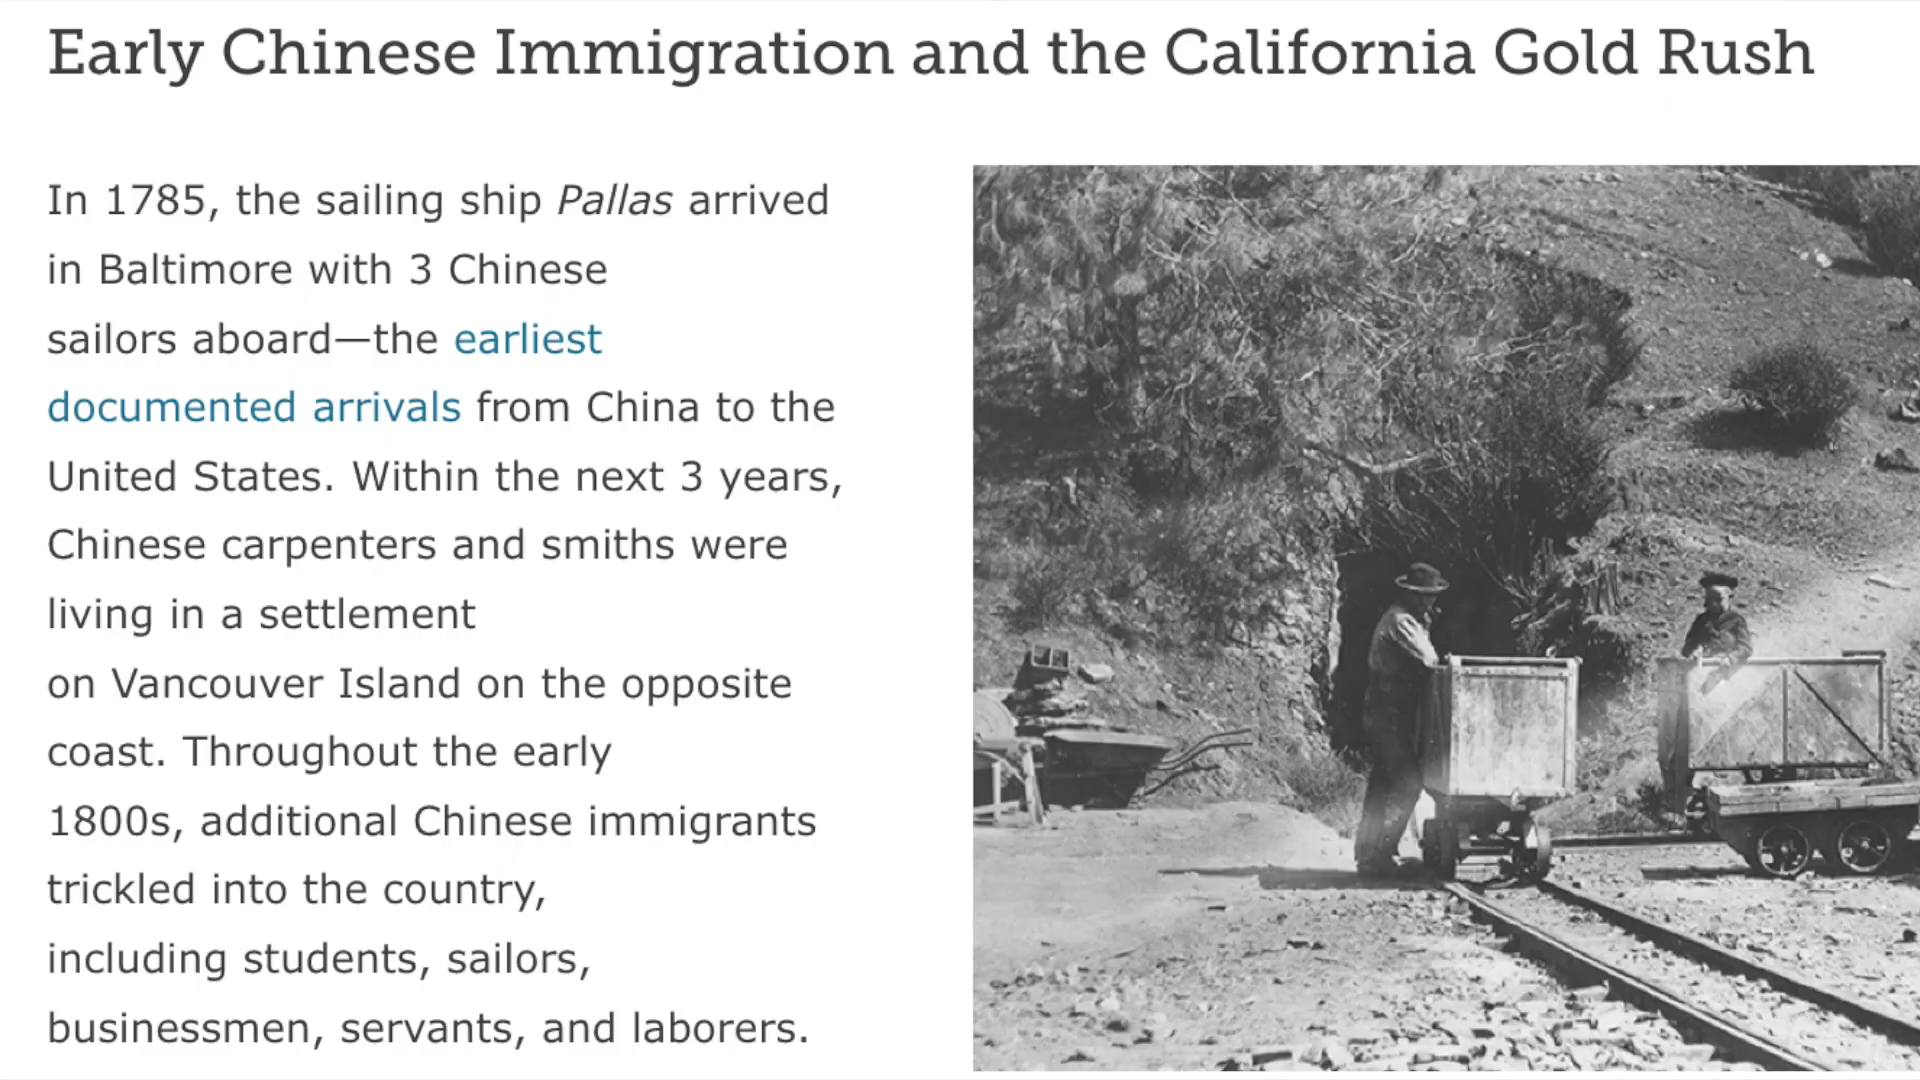 Early Chinese Immigration and the California Gold Rush
In 1785, the sailing ship Pallas arrived
in Baltimore with 3 Chinese
sailors aboard—the earliest
documented arrivals from China to the
United States. Within the next 3 years,
Chinese carpenters and smiths were
living in a settlement
on Vancouver Island on the opposite
coast. Throughout the early
1800s, additional Chinese immigrants
trickled into the country,
including students, sailors,
businessmen, servants, and laborers.